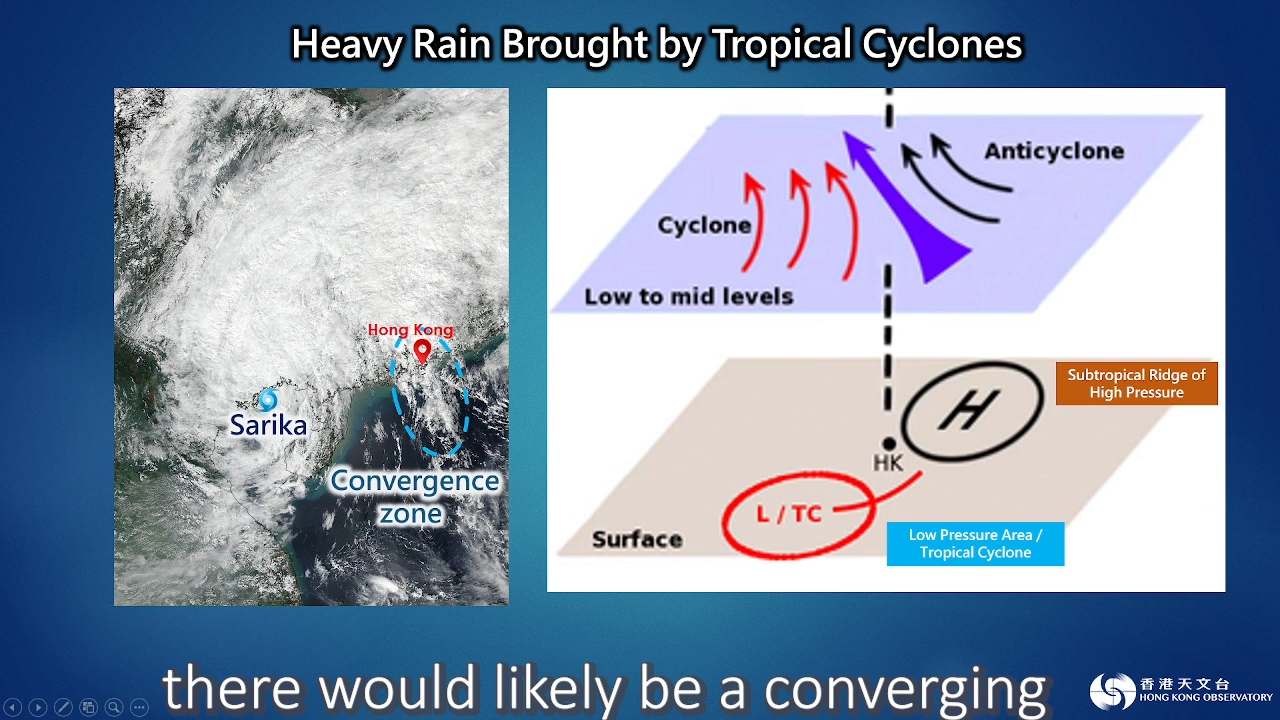 Heavy Rain Brought by Tropical Cyclones
Hong Kong
Sarika
Convergence
zone
Anticyclone
Cyclone
Low to mid levels
Subtropical Ridge of
High Pressure
H
HK
L / TC
Surface
Low Pressure Area /
Tropical Cyclone
there would likely be a converging
香港天文台
HONG KONG OBSERVATORY